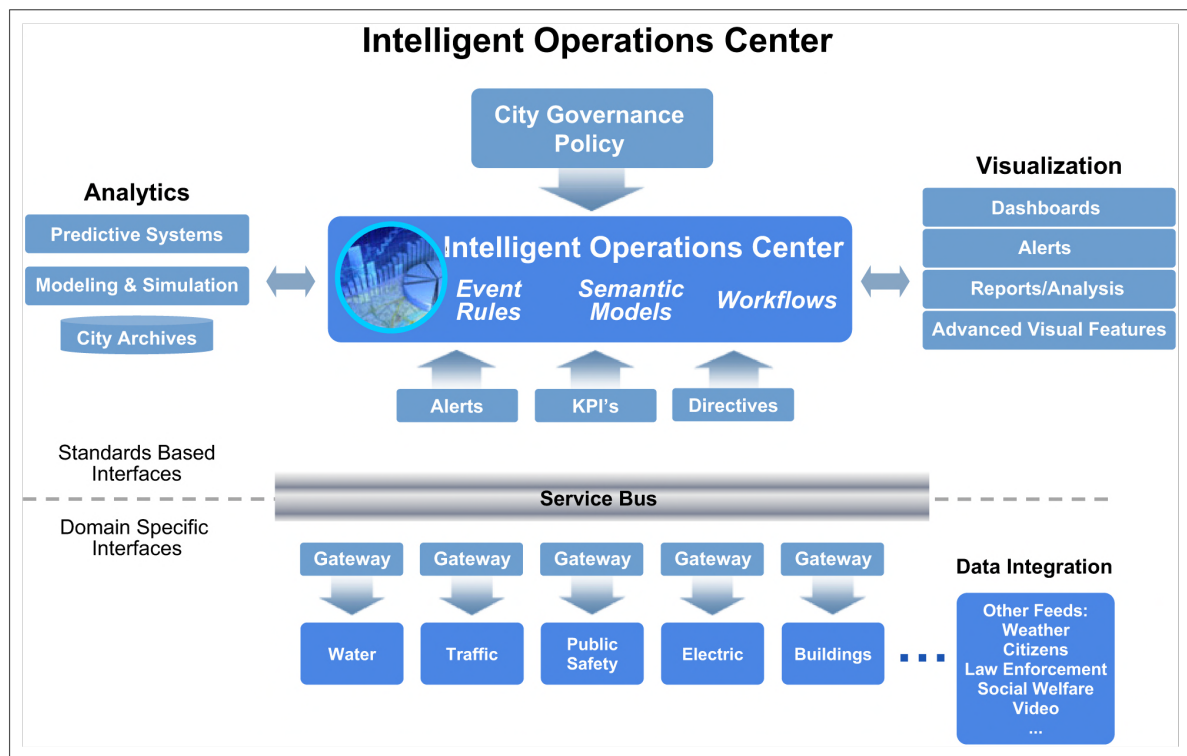 Intelligent Operations Center
City Governance
Policy
Analytics
Predictive Systems
Modeling & Simulation
City Archives
Intelligent Operations Center
Event
Rules
Semantic
Models
Workflows
Visualization
Dashboards
Alerts
Reports/Analysis
Advanced Visual Features
Alerts
KPI's
Directives
Standards Based
Interfaces
Service Bus
Domain Specific
Interfaces
Gateway
Gateway
Gateway
Gateway
Gateway
Water
Traffic
Public
Safety
Electric
Buildings
Data Integration
Other Feeds:
Weather
Citizens
Law Enforcement
Social Welfare
Video
...